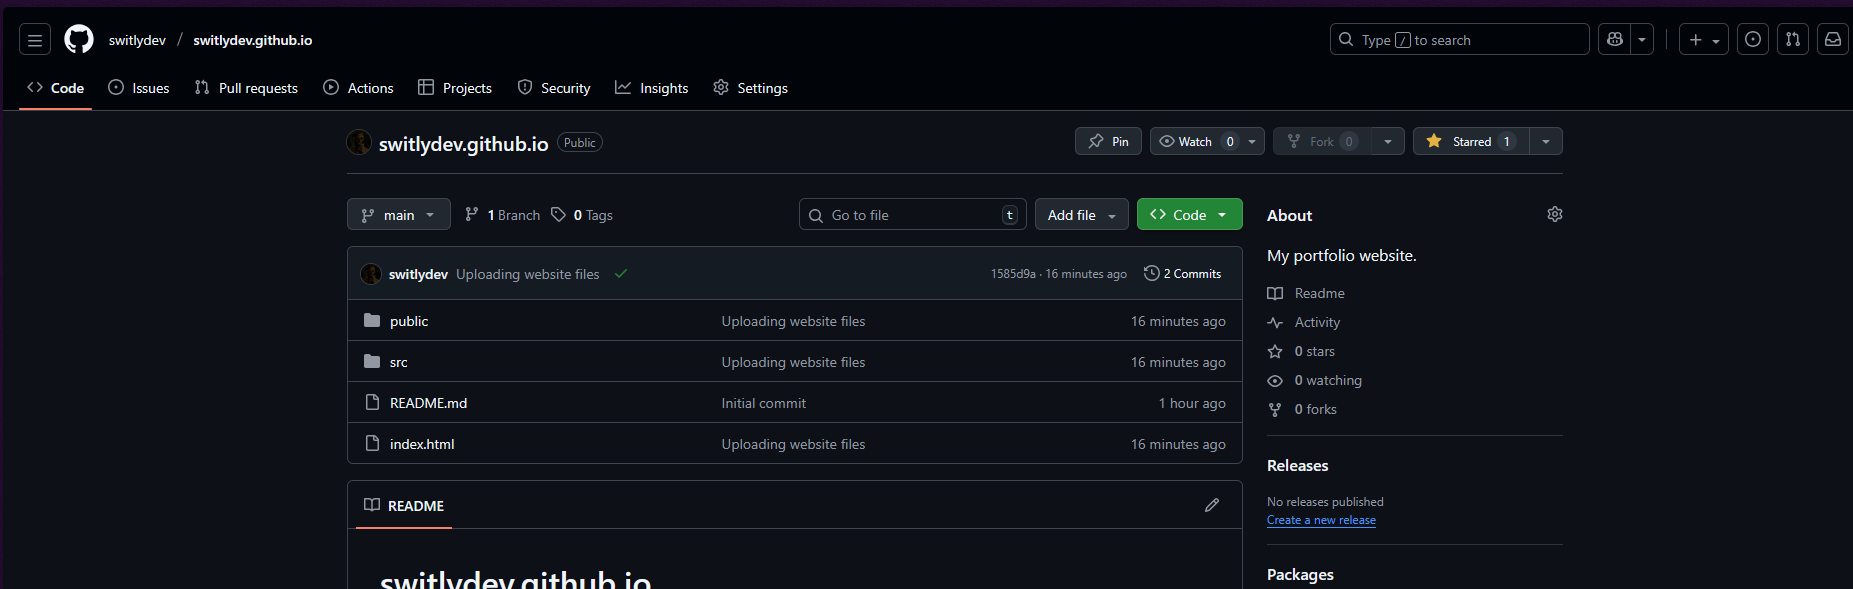 switlydev / switlydev.github.io Type / to search
Code Issues Pull requests Actions Projects Security Insights Settings
switlydev.github.io Public Pin Watch 0 Fork 0 Starred 1
main 1 Branch 0 Tags Go to file t Add file Code
switlydev Uploading website files 1585d9a · 16 minutes ago 2 Commits
public Uploading website files 16 minutes ago
src Uploading website files 16 minutes ago
README.md Initial commit 1 hour ago
index.html Uploading website files 16 minutes ago
README
switlydev.github.io
About
My portfolio website.
Readme
Activity
0 stars
0 watching
0 forks
Releases
No releases published
Create a new release
Packages